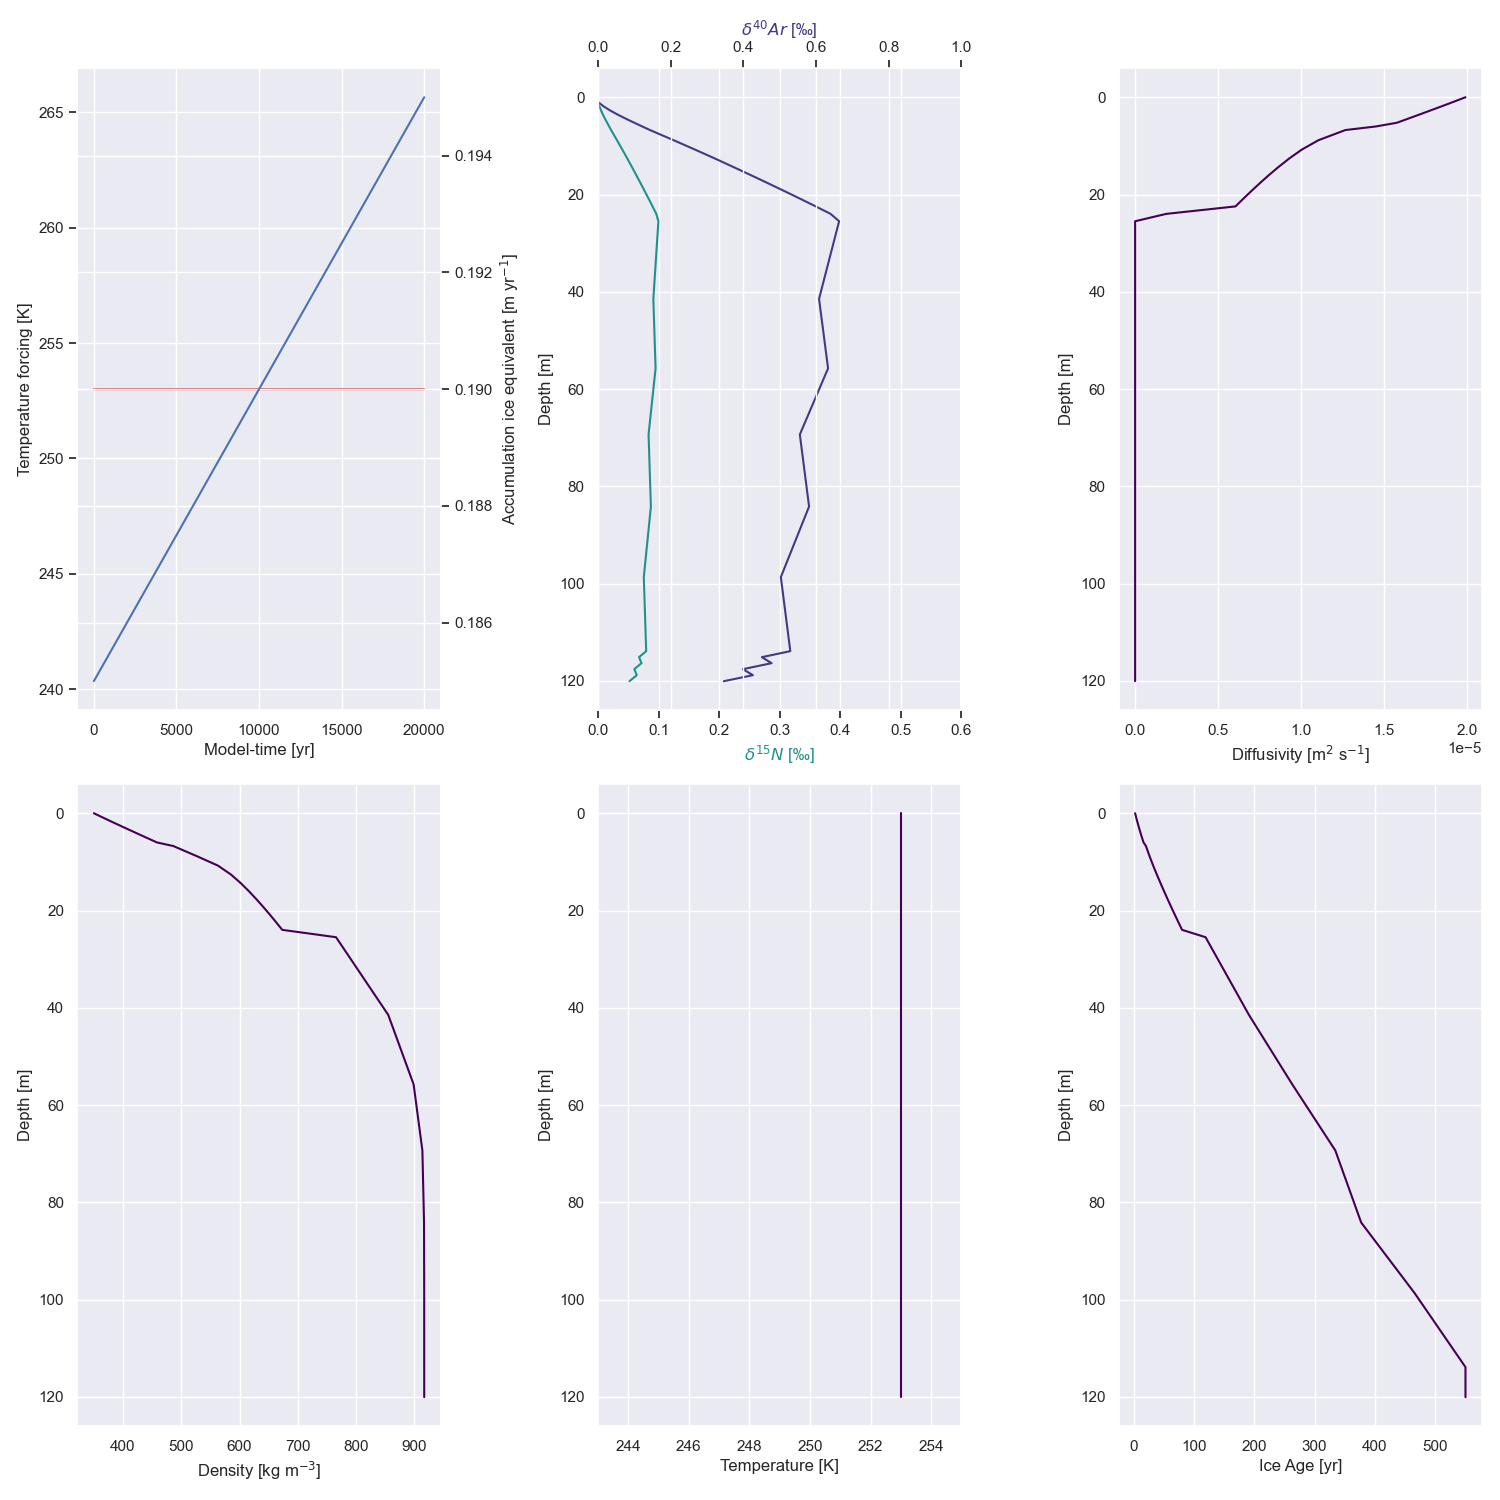 265
260
255
250
245
240
Temperature forcing [K]
0 5000 10000 15000 20000
Model-time [yr]
0.194
0.192
0.190
0.188
0.186
Accumulation ice equivalent [m yr⁻¹]
δ⁴⁰Ar [‰]
0.0 0.2 0.4 0.6 0.8 1.0
0
20
40
60
80
100
120
Depth [m]
0.0 0.1 0.2 0.3 0.4 0.5 0.6
δ¹⁵N [‰]
0
20
40
60
80
100
120
Depth [m]
0.0 0.5 1.0 1.5 2.0
1e−5
Diffusivity [m² s⁻¹]
0
20
40
60
80
100
120
Depth [m]
400 500 600 700 800 900
Density [kg m⁻³]
0
20
40
60
80
100
120
Depth [m]
244 246 248 250 252 254
Temperature [K]
0
20
40
60
80
100
120
Depth [m]
0 100 200 300 400 500
Ice Age [yr]